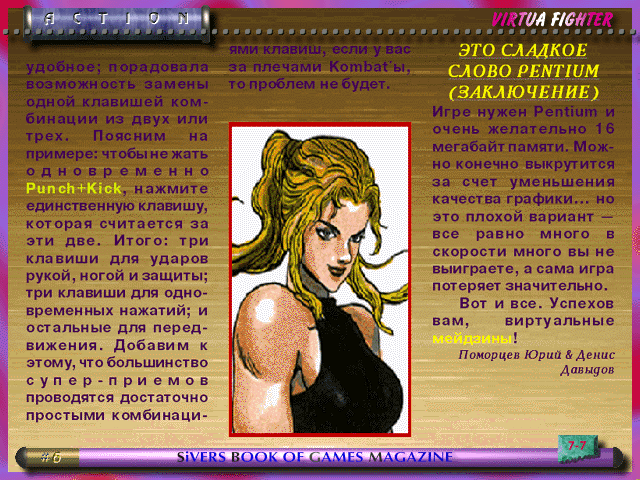 ACTION
VIRTUA FIGHTER
удобное; порадовала
возможность замены
одной клавишей ком-
бинации из двух или
трех. Поясним на
примере: чтобы не жать
одновременно
Punch+Kick, нажмите
единственную клавишу,
которая считается за
эти две. Итого: три
клавиши для ударов
рукой, ногой и защиты;
три клавиши для одно-
временных нажатий; и
остальные для перед-
вижения. Добавим к
этому, что большинство
супер-приемов
проводятся достаточно
простыми комбинаци-
ями клавиш, если у вас
за плечами Kombat'ы,
то проблем не будет.
ЭТО СЛАДКОЕ
СЛОВО PENTIUM
(ЗАКЛЮЧЕНИЕ)
Игре нужен Pentium и
очень желательно 16
мегабайт памяти. Мож-
но конечно выкрутится
за счет уменьшения
качества графики... но
это плохой вариант —
все равно много в
скорости много вы не
выиграете, а сама игра
потеряет значительно.
Вот и все. Успехов
вам, виртуальные
мейдзины!
Поморцев Юрий & Денис
Давыдов
#6
SiVERS BOOK OF GAMES MAGAZINE
7-7